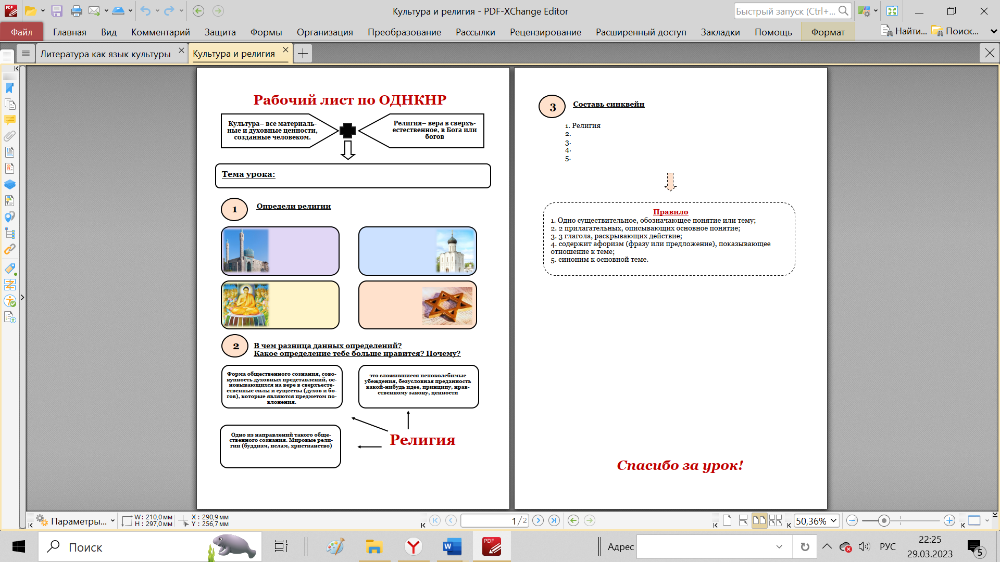 Культура и религия - PDF-XChange Editor
Быстрый запуск (Ctrl+...
Файл
Главная
Вид
Комментарий
Защита
Формы
Организация
Преобразование
Рассылки
Рецензирование
Расширенный доступ
Закладки
Помощь
Формат
Найти...
Поиск...
Литература как язык культуры
Культура и религия
Рабочий лист по ОДНКНР
Культура– все материаль-
ные и духовные ценности,
созданные человеком.
Религия– вера в сверхъ-
естественное, в Бога или
богов
Тема урока:
1
Определи религии
2
В чем разница данных определений?
Какое определение тебе больше нравится? Почему?
Форма общественного сознания, сово-
купность духовных представлений, ос-
новывающихся на вере в сверхъесте-
ственные силы и существа (духов и бо-
гов), которые являются предметом по-
клонения.
это сложившиеся непоколебимые
убеждения, безусловная преданность
какой-нибудь идее, принципу, нрав-
ственному закону, ценности
Одно из направлений такого обще-
ственного сознания. Мировые рели-
гии (буддизм, ислам, христианство)
Религия
3
Составь синквейн
1. Религия
2.
3.
4.
5.
Правило
1. Одно существительное, обозначающее понятие или тему;
2. 2 прилагательных, описывающих основное понятие;
3. 3 глагола, раскрывающих действие;
4. содержит афоризм (фразу или предложение), показывающее
отношение к теме;
5. синоним к основной теме.
Спасибо за урок!
Параметры...
W: 210,0 мм
H: 297,0 мм
X: 290,9 мм
Y: 256,7 мм
1 / 2
50,36%
Поиск
PDF
Адрес
РУС
22:25
29.03.2023
5